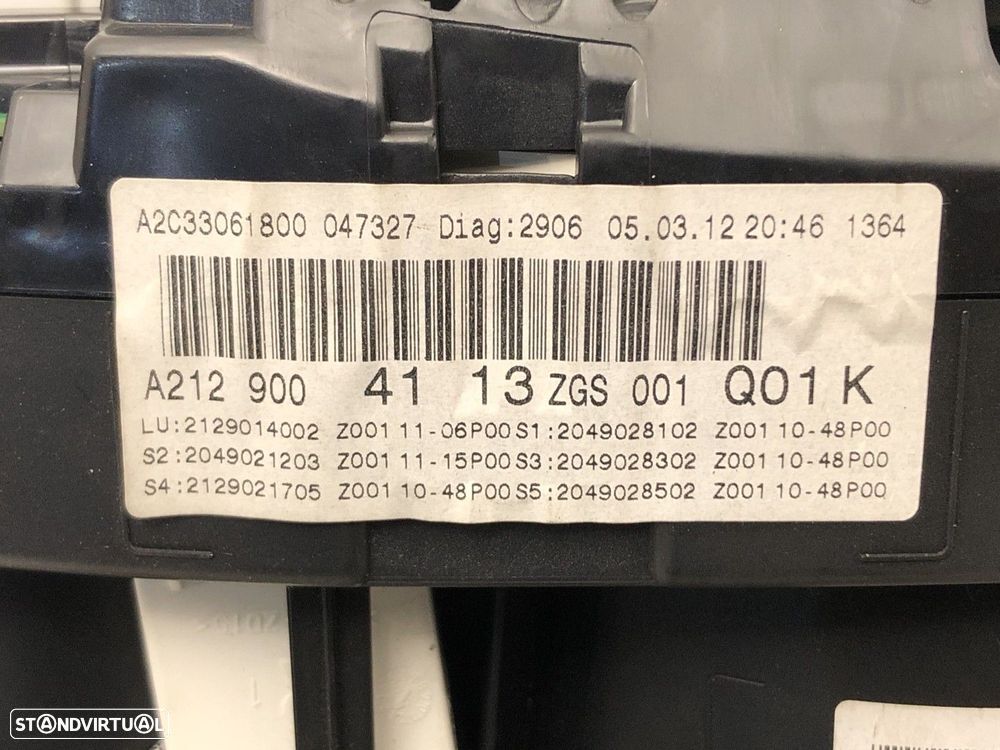 A2C33061800 047327 Diag:2906 05.03.12 20:46 1364
A212 900 41 13 ZGS 001 Q01 K
LU:2129014002 Z001 11-06P00 S1:2049028102 Z001 10-48P00
S2:2049021203 Z001 11-15P00 S3:2049028302 Z001 10-48P00
S4:2129021705 Z001 10-48P00 S5:2049028502 Z001 10-48P00
STANDVIRTUAL